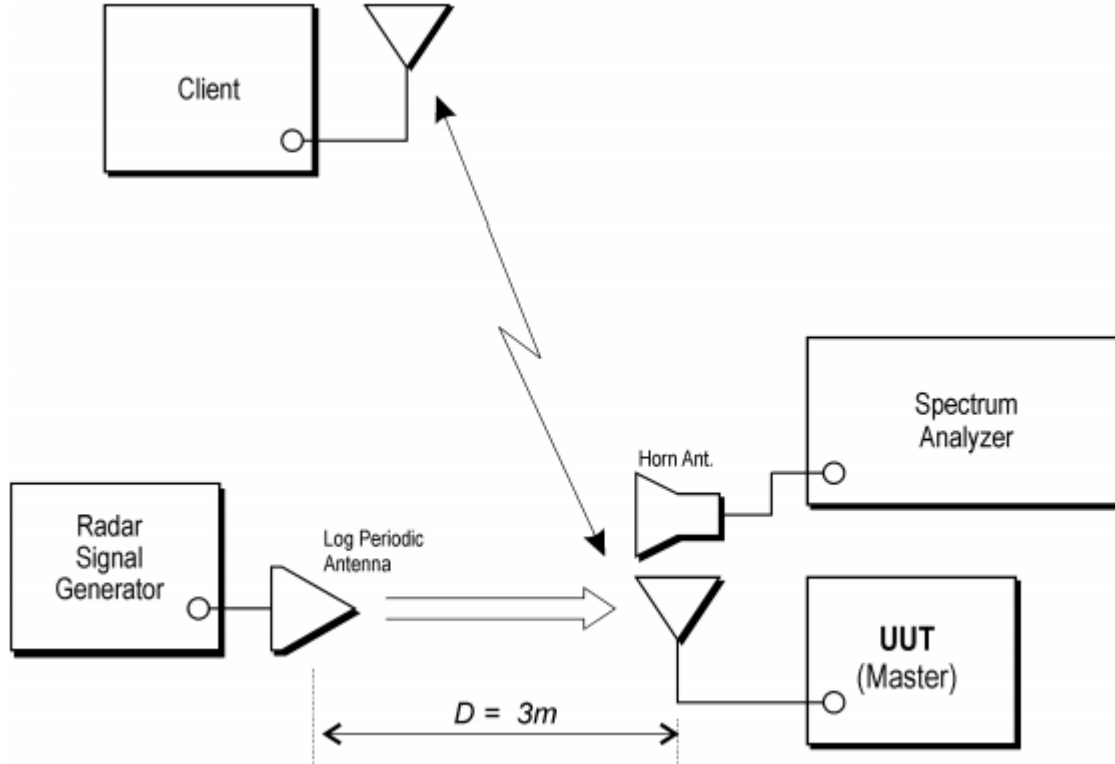 Client
Spectrum
Analyzer
Horn Ant.
Radar
Signal
Generator
Log Periodic
Antenna
UUT
(Master)
D = 3m